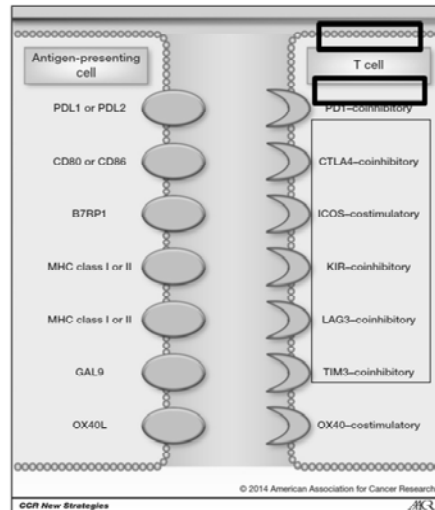 Antigen-presenting
cell
T cell
PDL1 or PDL2
PD1–coinhibitory
CD80 or CD86
CTLA4–coinhibitory
B7RP1
ICOS–costimulatory
MHC class I or II
KIR–coinhibitory
MHC class I or II
LAG3–coinhibitory
GAL9
TIM3–coinhibitory
OX40L
OX40–costimulatory
© 2014 American Association for Cancer Research
CCR New Strategies
AACR